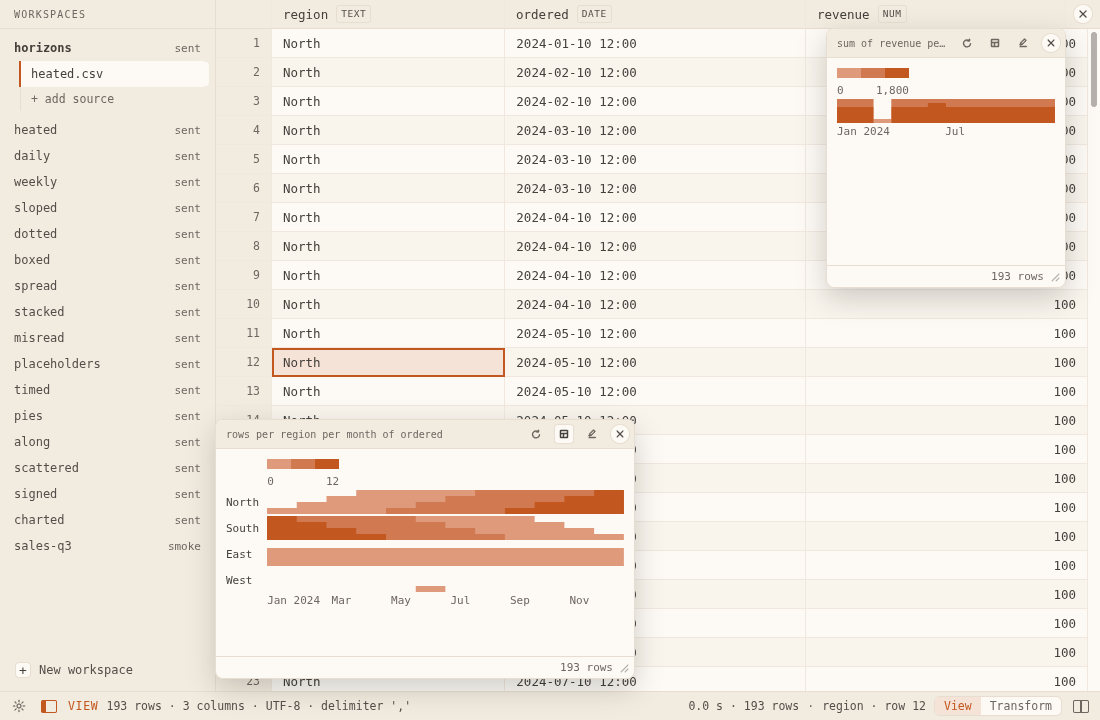 WORKSPACES
horizons sent
heated.csv
+ add source
heated sent
daily sent
weekly sent
sloped sent
dotted sent
boxed sent
spread sent
stacked sent
misread sent
placeholders sent
timed sent
pies sent
along sent
scattered sent
signed sent
charted sent
sales-q3 smoke
+ New workspace
region TEXT ordered DATE revenue NUM
1 North 2024-01-10 12:00
2 North 2024-02-10 12:00
3 North 2024-02-10 12:00
4 North 2024-03-10 12:00
5 North 2024-03-10 12:00
6 North 2024-03-10 12:00
7 North 2024-04-10 12:00
8 North 2024-04-10 12:00
9 North 2024-04-10 12:00
10 North 2024-04-10 12:00 100
11 North 2024-05-10 12:00 100
12 North 2024-05-10 12:00 100
13 North 2024-05-10 12:00 100
14 North 2024-05-10 12:00 100
100
100
100
100
100
100
100
100
23 North 2024-07-10 12:00 100
sum of revenue pe…
0 1,800
Jan 2024 Jul
193 rows
rows per region per month of ordered
0 12
North
South
East
West
Jan 2024 Mar May Jul Sep Nov
193 rows
VIEW 193 rows · 3 columns · UTF-8 · delimiter ','
0.0 s · 193 rows · region · row 12 View Transform